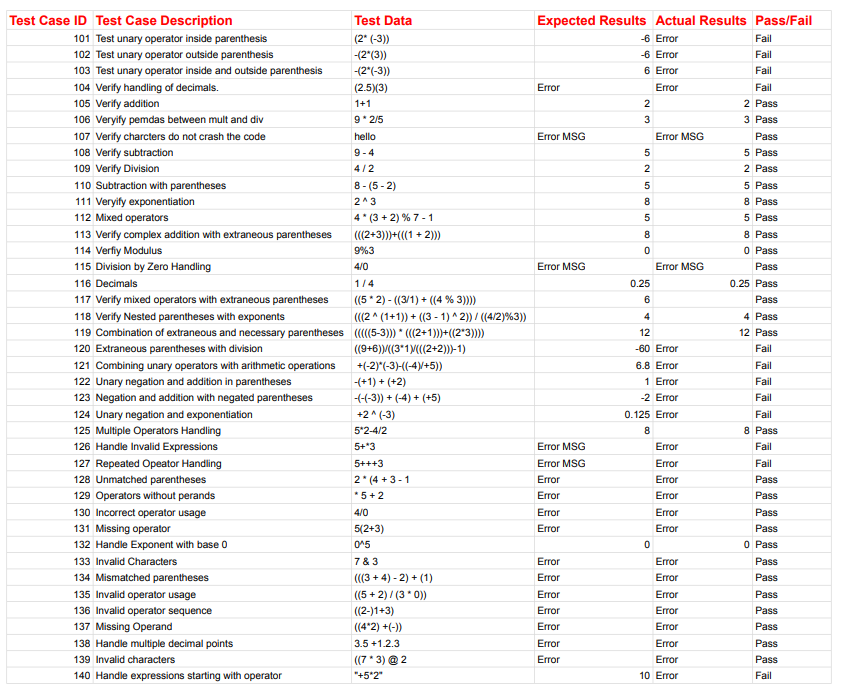 Test Case ID Test Case Description Test Data Expected Results Actual Results Pass/Fail
101 Test unary operator inside parenthesis (2* (-3)) -6 Error Fail
102 Test unary operator outside parenthesis -(2*(3)) -6 Error Fail
103 Test unary operator inside and outside parenthesis -(2*(-3)) 6 Error Fail
104 Verify handling of decimals. (2.5)(3) Error Error Fail
105 Verify addition 1+1 2 2 Pass
106 Veryify pemdas between mult and div 9 * 2/5 3 3 Pass
107 Verify charcters do not crash the code hello Error MSG Error MSG Pass
108 Verify subtraction 9 - 4 5 5 Pass
109 Verify Division 4 / 2 2 2 Pass
110 Subtraction with parentheses 8 - (5 - 2) 5 5 Pass
111 Veryify exponentiation 2 ^ 3 8 8 Pass
112 Mixed operators 4 * (3 + 2) % 7 - 1 5 5 Pass
113 Verify complex addition with extraneous parentheses (((2+3)))+(((1 + 2))) 8 8 Pass
114 Verfiy Modulus 9%3 0 0 Pass
115 Division by Zero Handling 4/0 Error MSG Error MSG Pass
116 Decimals 1 / 4 0.25 0.25 Pass
117 Verify mixed operators with extraneous parentheses ((5 * 2) - ((3/1) + ((4 % 3)))) 6 Pass
118 Verify Nested parentheses with exponents (((2 ^ (1+1)) + ((3 - 1) ^ 2)) / ((4/2)%3)) 4 4 Pass
119 Combination of extraneous and necessary parentheses (((((5-3))) * (((2+1)))+((2*3)))) 12 12 Pass
120 Extraneous parentheses with division ((9+6))/((3*1)/(((2+2)))-1) -60 Error Fail
121 Combining unary operators with arithmetic operations +(-2)*(-3)-((-4)/+5)) 6.8 Error Fail
122 Unary negation and addition in parentheses -(+1) + (+2) 1 Error Fail
123 Negation and addition with negated parentheses -(-(-3)) + (-4) + (+5) -2 Error Fail
124 Unary negation and exponentiation +2 ^ (-3) 0.125 Error Fail
125 Multiple Operators Handling 5*2-4/2 8 8 Pass
126 Handle Invalid Expressions 5+*3 Error MSG Error Fail
127 Repeated Opeator Handling 5+++3 Error MSG Error Fail
128 Unmatched parentheses 2 * (4 + 3 - 1 Error Error Pass
129 Operators without perands * 5 + 2 Error Error Pass
130 Incorrect operator usage 4/0 Error Error Pass
131 Missing operator 5(2+3) Error Error Pass
132 Handle Exponent with base 0 0^5 0 0 Pass
133 Invalid Characters 7 & 3 Error Error Pass
134 Mismatched parentheses (((3 + 4) - 2) + (1) Error Error Pass
135 Invalid operator usage ((5 + 2) / (3 * 0)) Error Error Pass
136 Invalid operator sequence ((2-)1+3) Error Error Pass
137 Missing Operand ((4*2) +(-)) Error Error Pass
138 Handle multiple decimal points 3.5 +1.2.3 Error Error Pass
139 Invalid characters ((7 * 3) @ 2 Error Error Pass
140 Handle expressions starting with operator "+5*2" 10 Error Fail